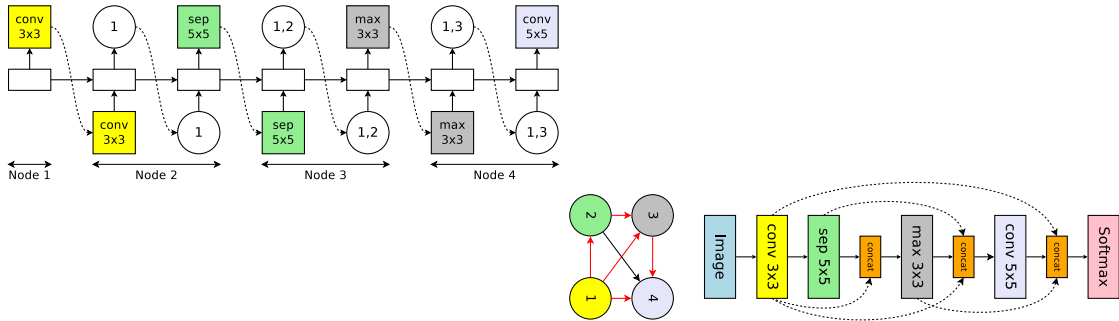 conv
3x3
1
sep
5x5
1,2
max
3x3
1,3
conv
5x5
conv
3x3
1
sep
5x5
1,2
max
3x3
1,3
Node 1
Node 2
Node 3
Node 4
2
3
1
4
Image
conv 3x3
sep 5x5
concat
max 3x3
concat
conv 5x5
concat
Softmax